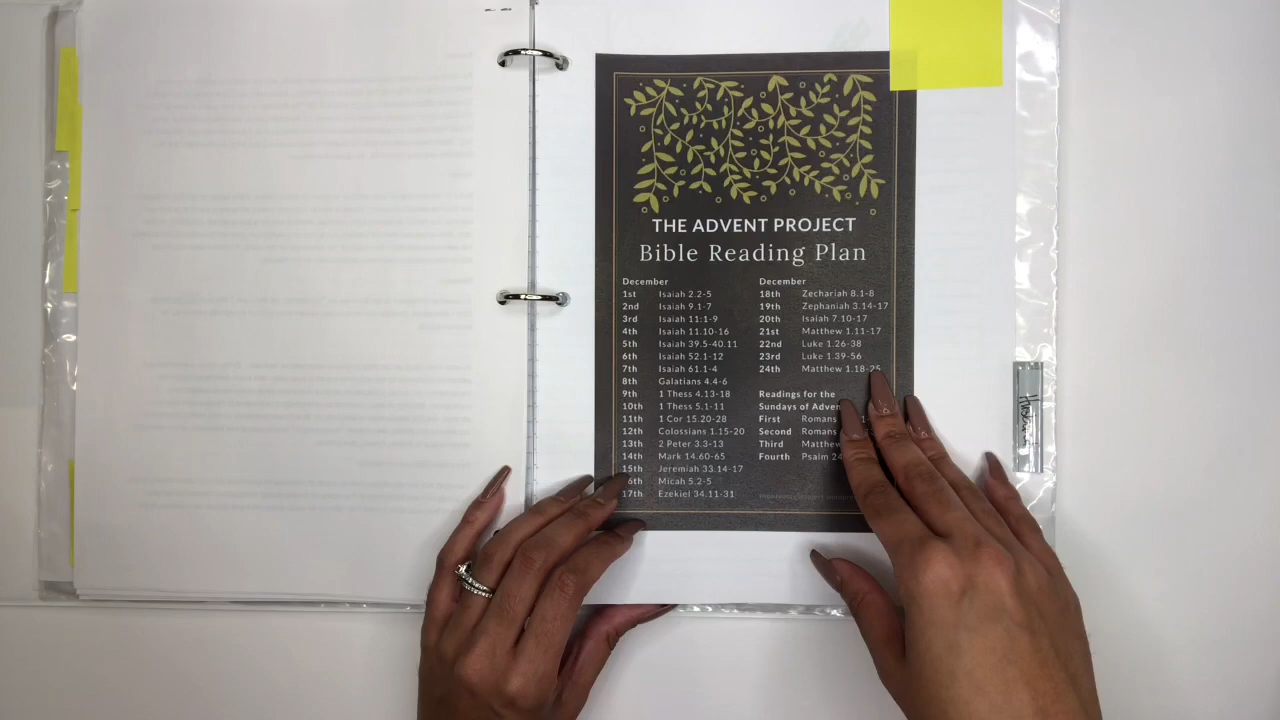 THE ADVENT PROJECT
Bible Reading Plan
December
1st Isaiah 2.2-5
2nd Isaiah 9.1-7
3rd Isaiah 11:1-9
4th Isaiah 11.10-16
5th Isaiah 39.5-40.11
6th Isaiah 52.1-12
7th Isaiah 61.1-4
8th Galatians 4.4-6
9th 1 Thess 4.13-18
10th 1 Thess 5.1-11
11th 1 Cor 15.20-28
12th Colossians 1.15-20
13th 2 Peter 3.3-13
14th Mark 14.60-65
15th Jeremiah 33.14-17
6th Micah 5.2-5
17th Ezekiel 34.11-31
December
18th Zechariah 8.1-8
19th Zephaniah 3.14-17
20th Isaiah 7.10-17
21st Matthew 1.11-17
22nd Luke 1.26-38
23rd Luke 1.39-56
24th Matthew 1.18-25
Readings for the
Sundays of Adven
First Romans
Second Romans
Third Matthew
Fourth Psalm 24